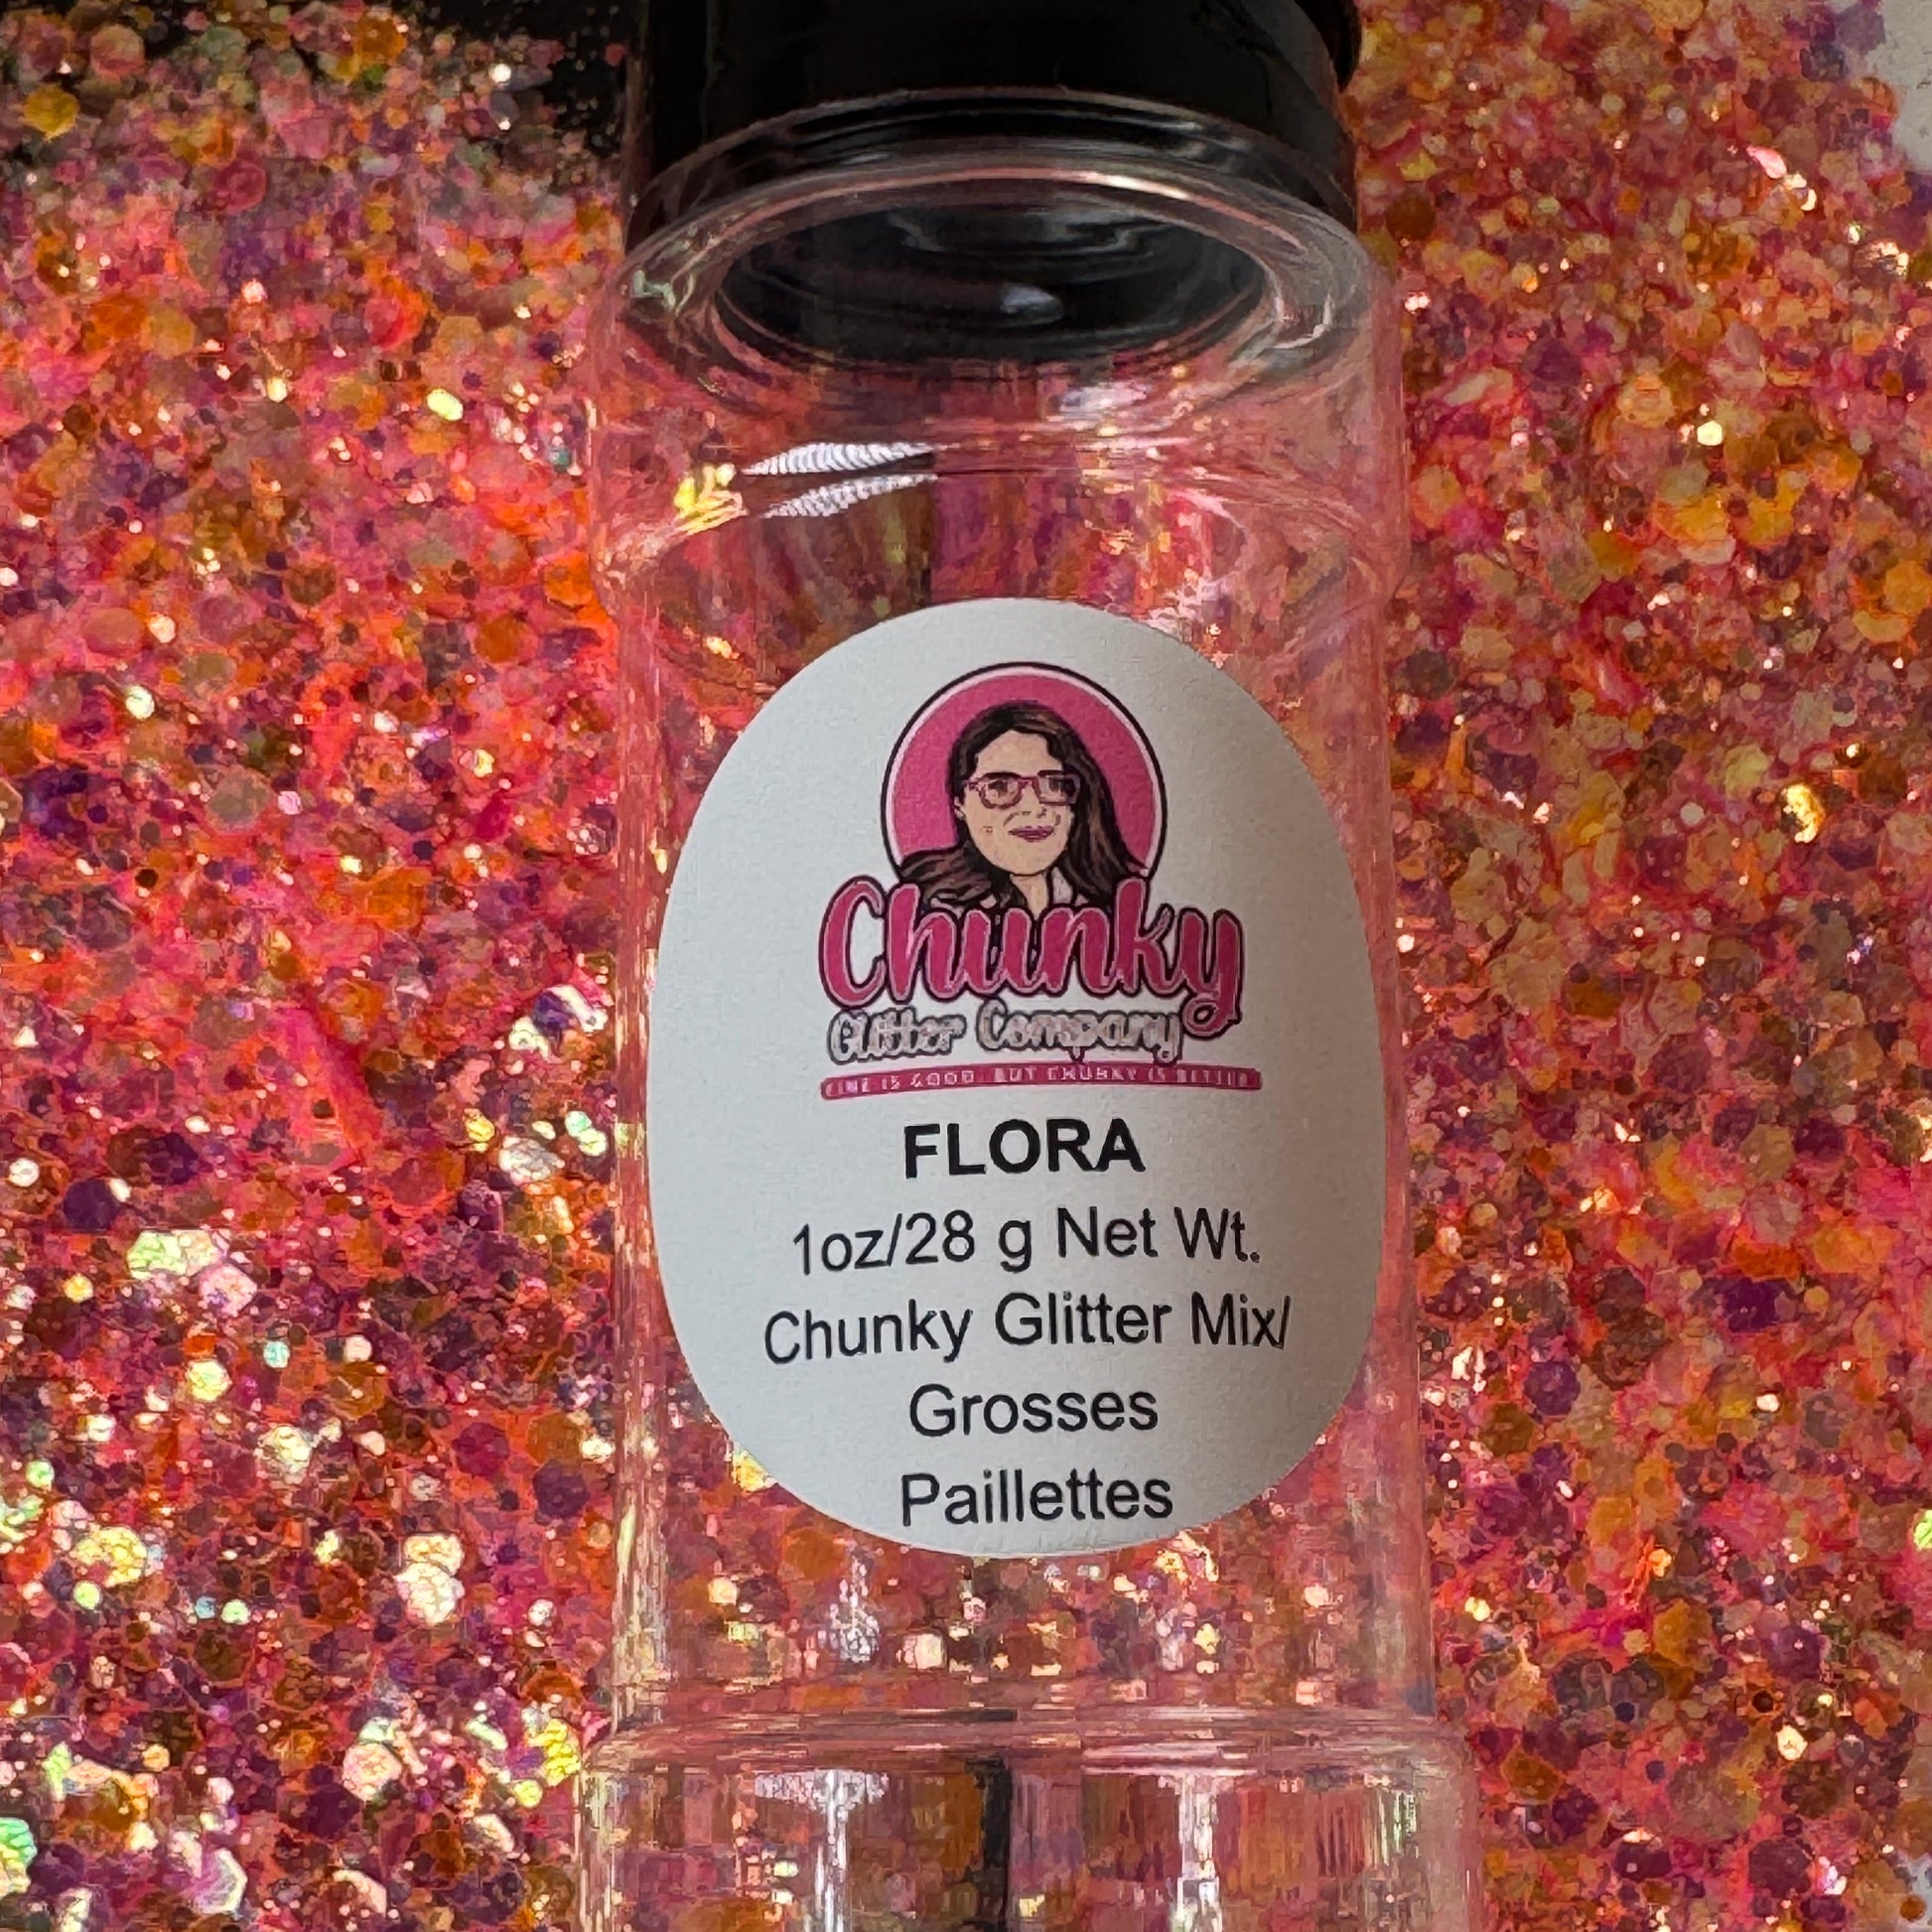 Chunky
Glitter Company
FINE IS GOOD, BUT CHUNKY IS BETTER
FLORA
1oz/28 g Net Wt.
Chunky Glitter Mix/
Grosses
Paillettes